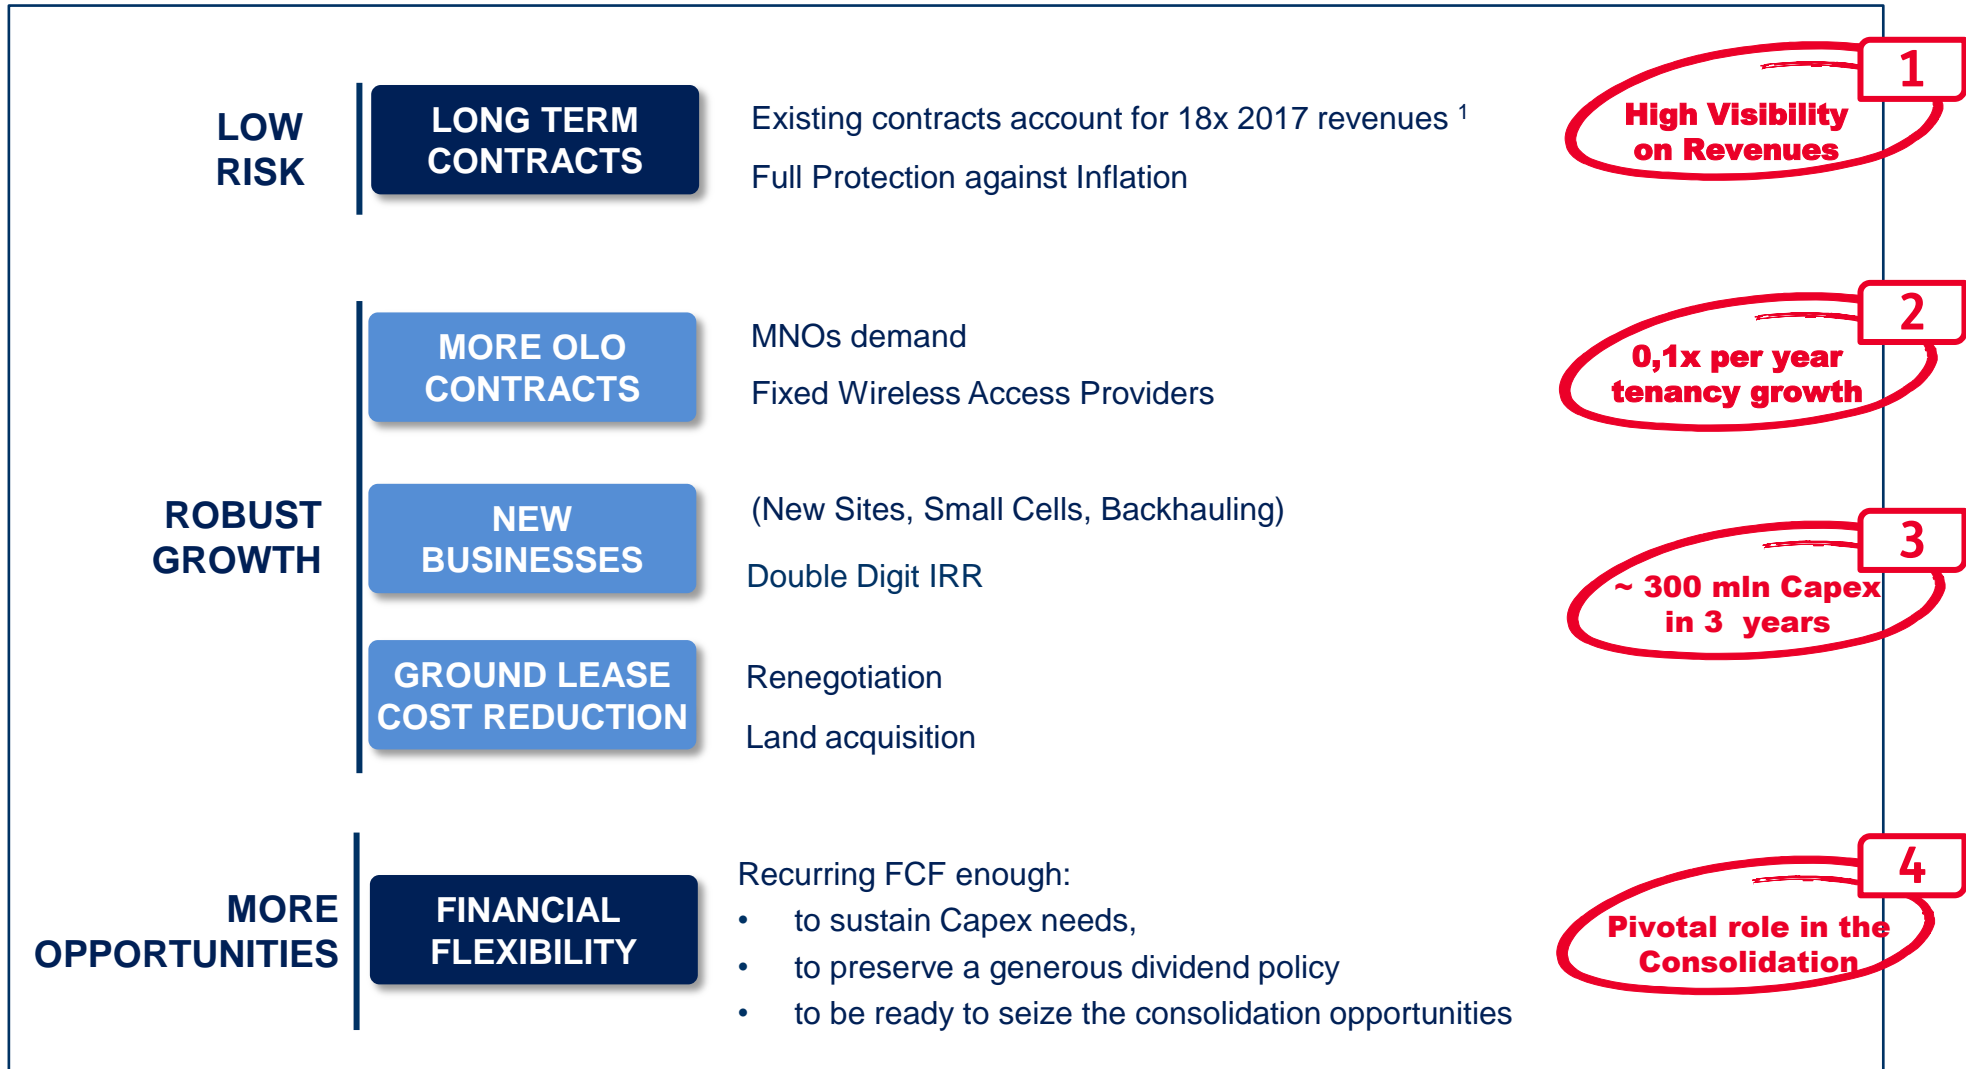 LOW
RISK
LONG TERM
CONTRACTS
Existing contracts account for 18x 2017 revenues 1
Full Protection against Inflation
1
High Visibility
on Revenues
ROBUST
GROWTH
MORE OLO
CONTRACTS
MNOs demand
Fixed Wireless Access Providers
2
0,1x per year
tenancy growth
NEW
BUSINESSES
(New Sites, Small Cells, Backhauling)
Double Digit IRR
3
~ 300 mln Capex
in 3 years
GROUND LEASE
COST REDUCTION
Renegotiation
Land acquisition
MORE
OPPORTUNITIES
FINANCIAL
FLEXIBILITY
Recurring FCF enough:
• to sustain Capex needs,
• to preserve a generous dividend policy
• to be ready to seize the consolidation opportunities
4
Pivotal role in the
Consolidation